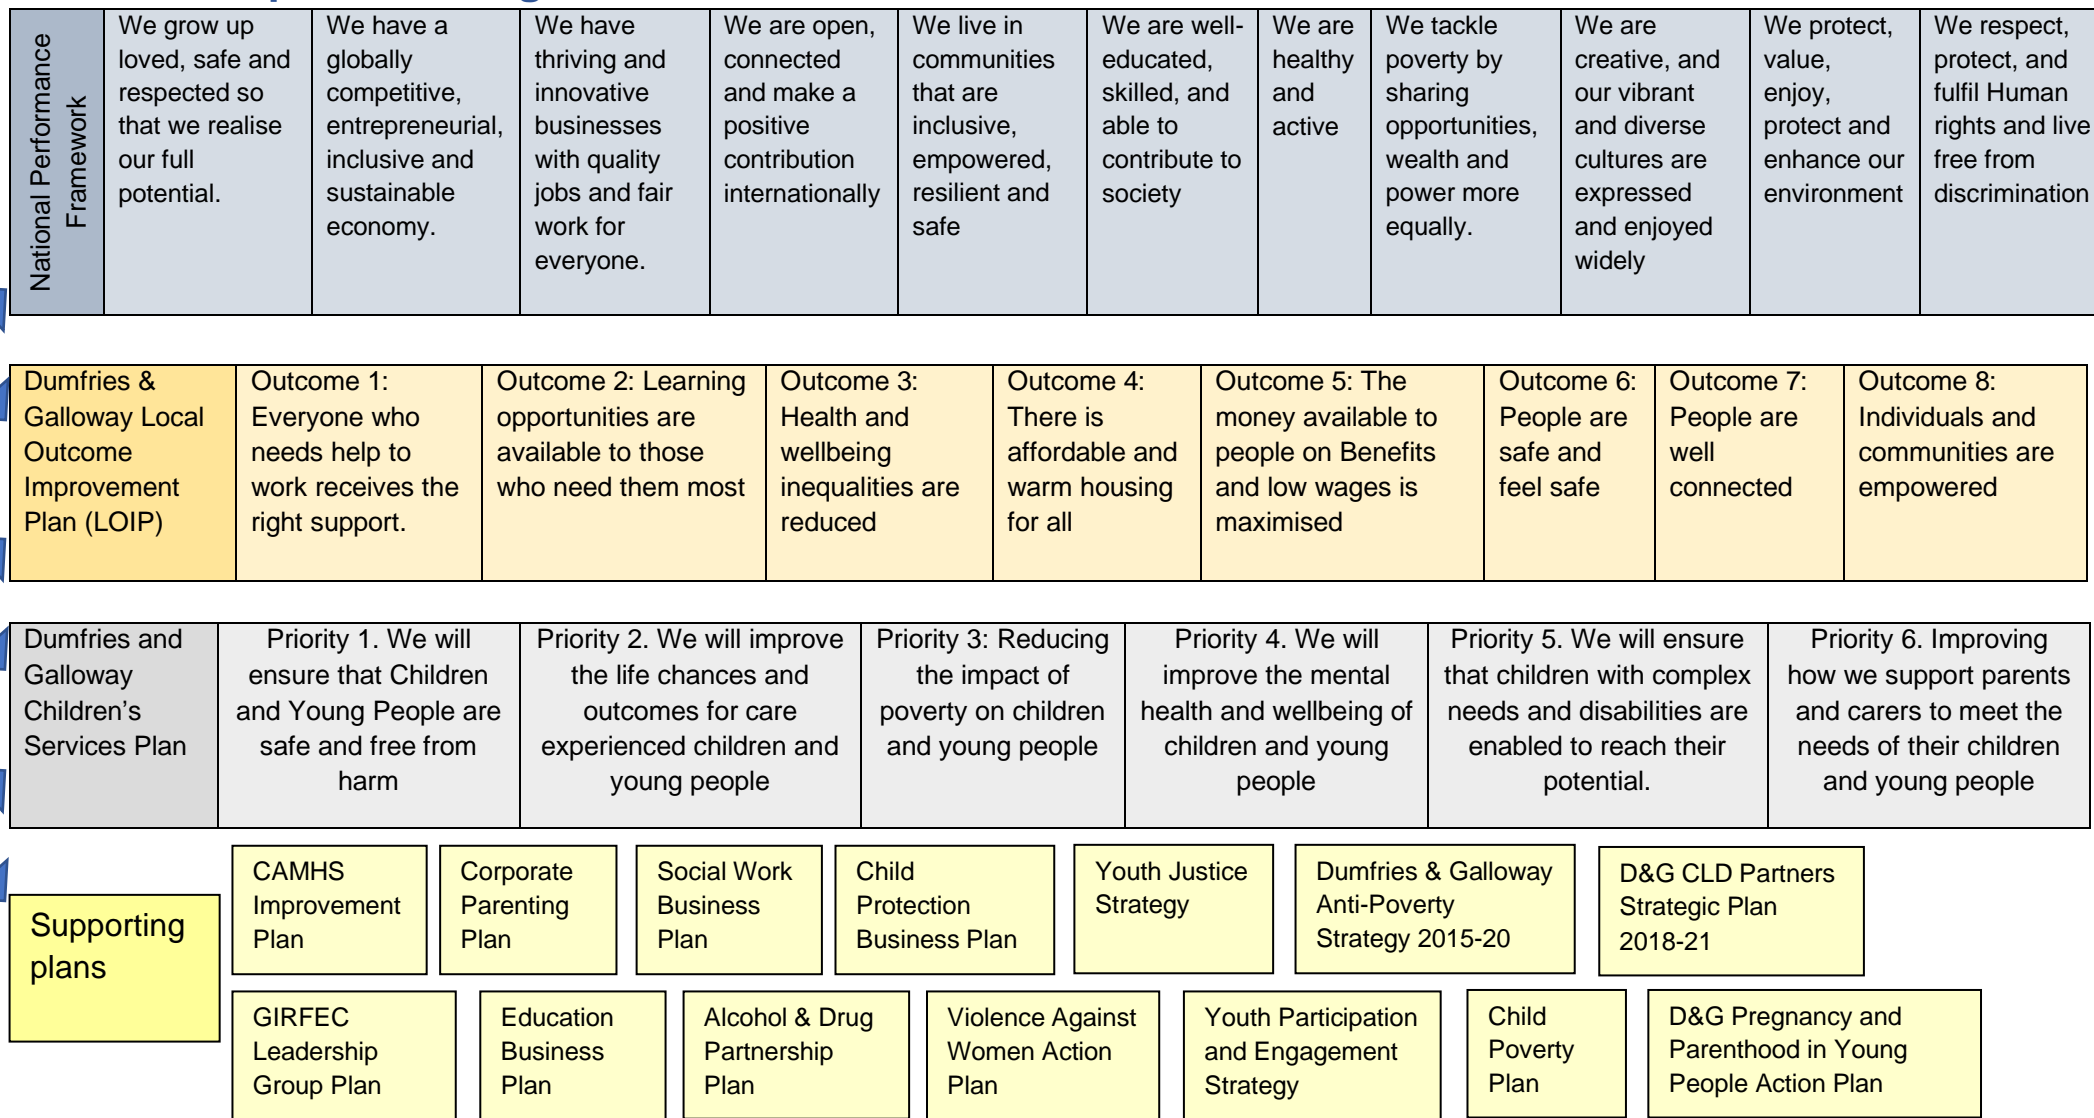 National Performance
Framework
We grow up
loved, safe and
respected so
that we realise
our full
potential.
We have a
globally
competitive,
entrepreneurial,
inclusive and
sustainable
economy.
We have
thriving and
innovative
businesses
with quality
jobs and fair
work for
everyone.
We are open,
connected
and make a
positive
contribution
internationally
We live in
communities
that are
inclusive,
empowered,
resilient and
safe
We are well-
educated,
skilled, and
able to
contribute to
society
We are
healthy
and
active
We tackle
poverty by
sharing
opportunities,
wealth and
power more
equally.
We are
creative, and
our vibrant
and diverse
cultures are
expressed
and enjoyed
widely
We protect,
value,
enjoy,
protect and
enhance our
environment
We respect,
protect, and
fulfil Human
rights and live
free from
discrimination
Dumfries &
Galloway Local
Outcome
Improvement
Plan (LOIP)
Outcome 1:
Everyone who
needs help to
work receives the
right support.
Outcome 2: Learning
opportunities are
available to those
who need them most
Outcome 3:
Health and
wellbeing
inequalities are
reduced
Outcome 4:
There is
affordable and
warm housing
for all
Outcome 5: The
money available to
people on Benefits
and low wages is
maximised
Outcome 6:
People are
safe and
feel safe
Outcome 7:
People are
well
connected
Outcome 8:
Individuals and
communities are
empowered
Dumfries and
Galloway
Children’s
Services Plan
Priority 1. We will
ensure that Children
and Young People are
safe and free from
harm
Priority 2. We will improve
the life chances and
outcomes for care
experienced children and
young people
Priority 3: Reducing
the impact of
poverty on children
and young people
Priority 4. We will
improve the mental
health and wellbeing of
children and young
people
Priority 5. We will ensure
that children with complex
needs and disabilities are
enabled to reach their
potential.
Priority 6. Improving
how we support parents
and carers to meet the
needs of their children
and young people
Supporting
plans
CAMHS
Improvement
Plan
Corporate
Parenting
Plan
Social Work
Business
Plan
Child
Protection
Business Plan
Youth Justice
Strategy
Dumfries & Galloway
Anti-Poverty
Strategy 2015-20
D&G CLD Partners
Strategic Plan
2018-21
GIRFEC
Leadership
Group Plan
Education
Business
Plan
Alcohol & Drug
Partnership
Plan
Violence Against
Women Action
Plan
Youth Participation
and Engagement
Strategy
Child
Poverty
Plan
D&G Pregnancy and
Parenthood in Young
People Action Plan